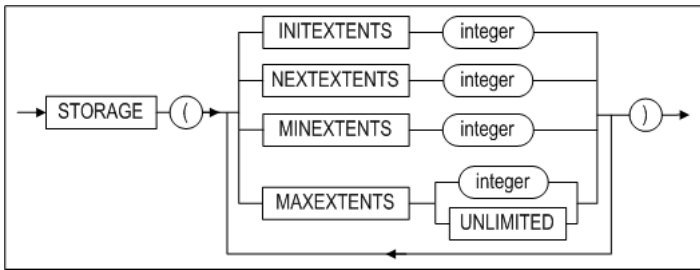 INITEXTENTS integer
NEXTEXTENTS integer
STORAGE ( )
MINEXTENTS integer
integer
MAXEXTENTS
UNLIMITED